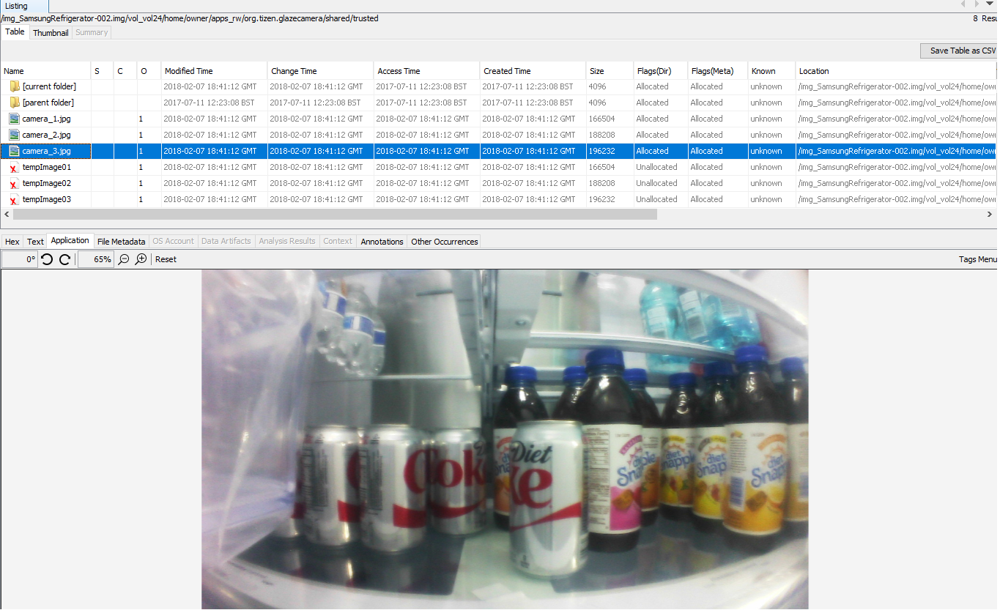 Listing
/img_SamsungRefrigerator-002.img/vol_vol24/home/owner/apps_rw/org.tizen.glazecamera/shared/trusted
8 Resu
Table Thumbnail Summary
Save Table as CSV
Name S C O Modified Time Change Time Access Time Created Time Size Flags(Dir) Flags(Meta) Known Location
[current folder] 2018-02-07 18:41:12 GMT 2018-02-07 18:41:12 GMT 2017-07-11 12:23:08 BST 2017-07-11 12:23:08 BST 4096 Allocated Allocated unknown /img_SamsungRefrigerator-002.img/vol_vol24/home/own
[parent folder] 2017-07-11 12:23:08 BST 2017-07-11 12:23:08 BST 2017-07-11 12:23:08 BST 2017-07-11 12:23:08 BST 4096 Allocated Allocated unknown /img_SamsungRefrigerator-002.img/vol_vol24/home/own
camera_1.jpg 1 2018-02-07 18:41:12 GMT 2018-02-07 18:41:12 GMT 2018-02-07 18:41:12 GMT 2018-02-07 18:41:12 GMT 166504 Allocated Allocated unknown /img_SamsungRefrigerator-002.img/vol_vol24/home/own
camera_2.jpg 1 2018-02-07 18:41:12 GMT 2018-02-07 18:41:12 GMT 2018-02-07 18:41:12 GMT 2018-02-07 18:41:12 GMT 188208 Allocated Allocated unknown /img_SamsungRefrigerator-002.img/vol_vol24/home/own
camera_3.jpg 1 2018-02-07 18:41:12 GMT 2018-02-07 18:41:12 GMT 2018-02-07 18:41:12 GMT 2018-02-07 18:41:12 GMT 196232 Allocated Allocated unknown /img_SamsungRefrigerator-002.img/vol_vol24/home/own
tempImage01 1 2018-02-07 18:41:12 GMT 2018-02-07 18:41:12 GMT 2018-02-07 18:41:12 GMT 2018-02-07 18:41:12 GMT 166504 Unallocated Allocated unknown /img_SamsungRefrigerator-002.img/vol_vol24/home/own
tempImage02 1 2018-02-07 18:41:12 GMT 2018-02-07 18:41:12 GMT 2018-02-07 18:41:12 GMT 2018-02-07 18:41:12 GMT 188208 Unallocated Allocated unknown /img_SamsungRefrigerator-002.img/vol_vol24/home/own
tempImage03 1 2018-02-07 18:41:12 GMT 2018-02-07 18:41:12 GMT 2018-02-07 18:41:12 GMT 2018-02-07 18:41:12 GMT 196232 Unallocated Allocated unknown /img_SamsungRefrigerator-002.img/vol_vol24/home/own
Hex Text Application File Metadata OS Account Data Artifacts Analysis Results Context Annotations Other Occurrences
0° 65% Reset Tags Menu
Diet
Cok
ke
diet
Snapple
diet
Snapp
diet
Snap